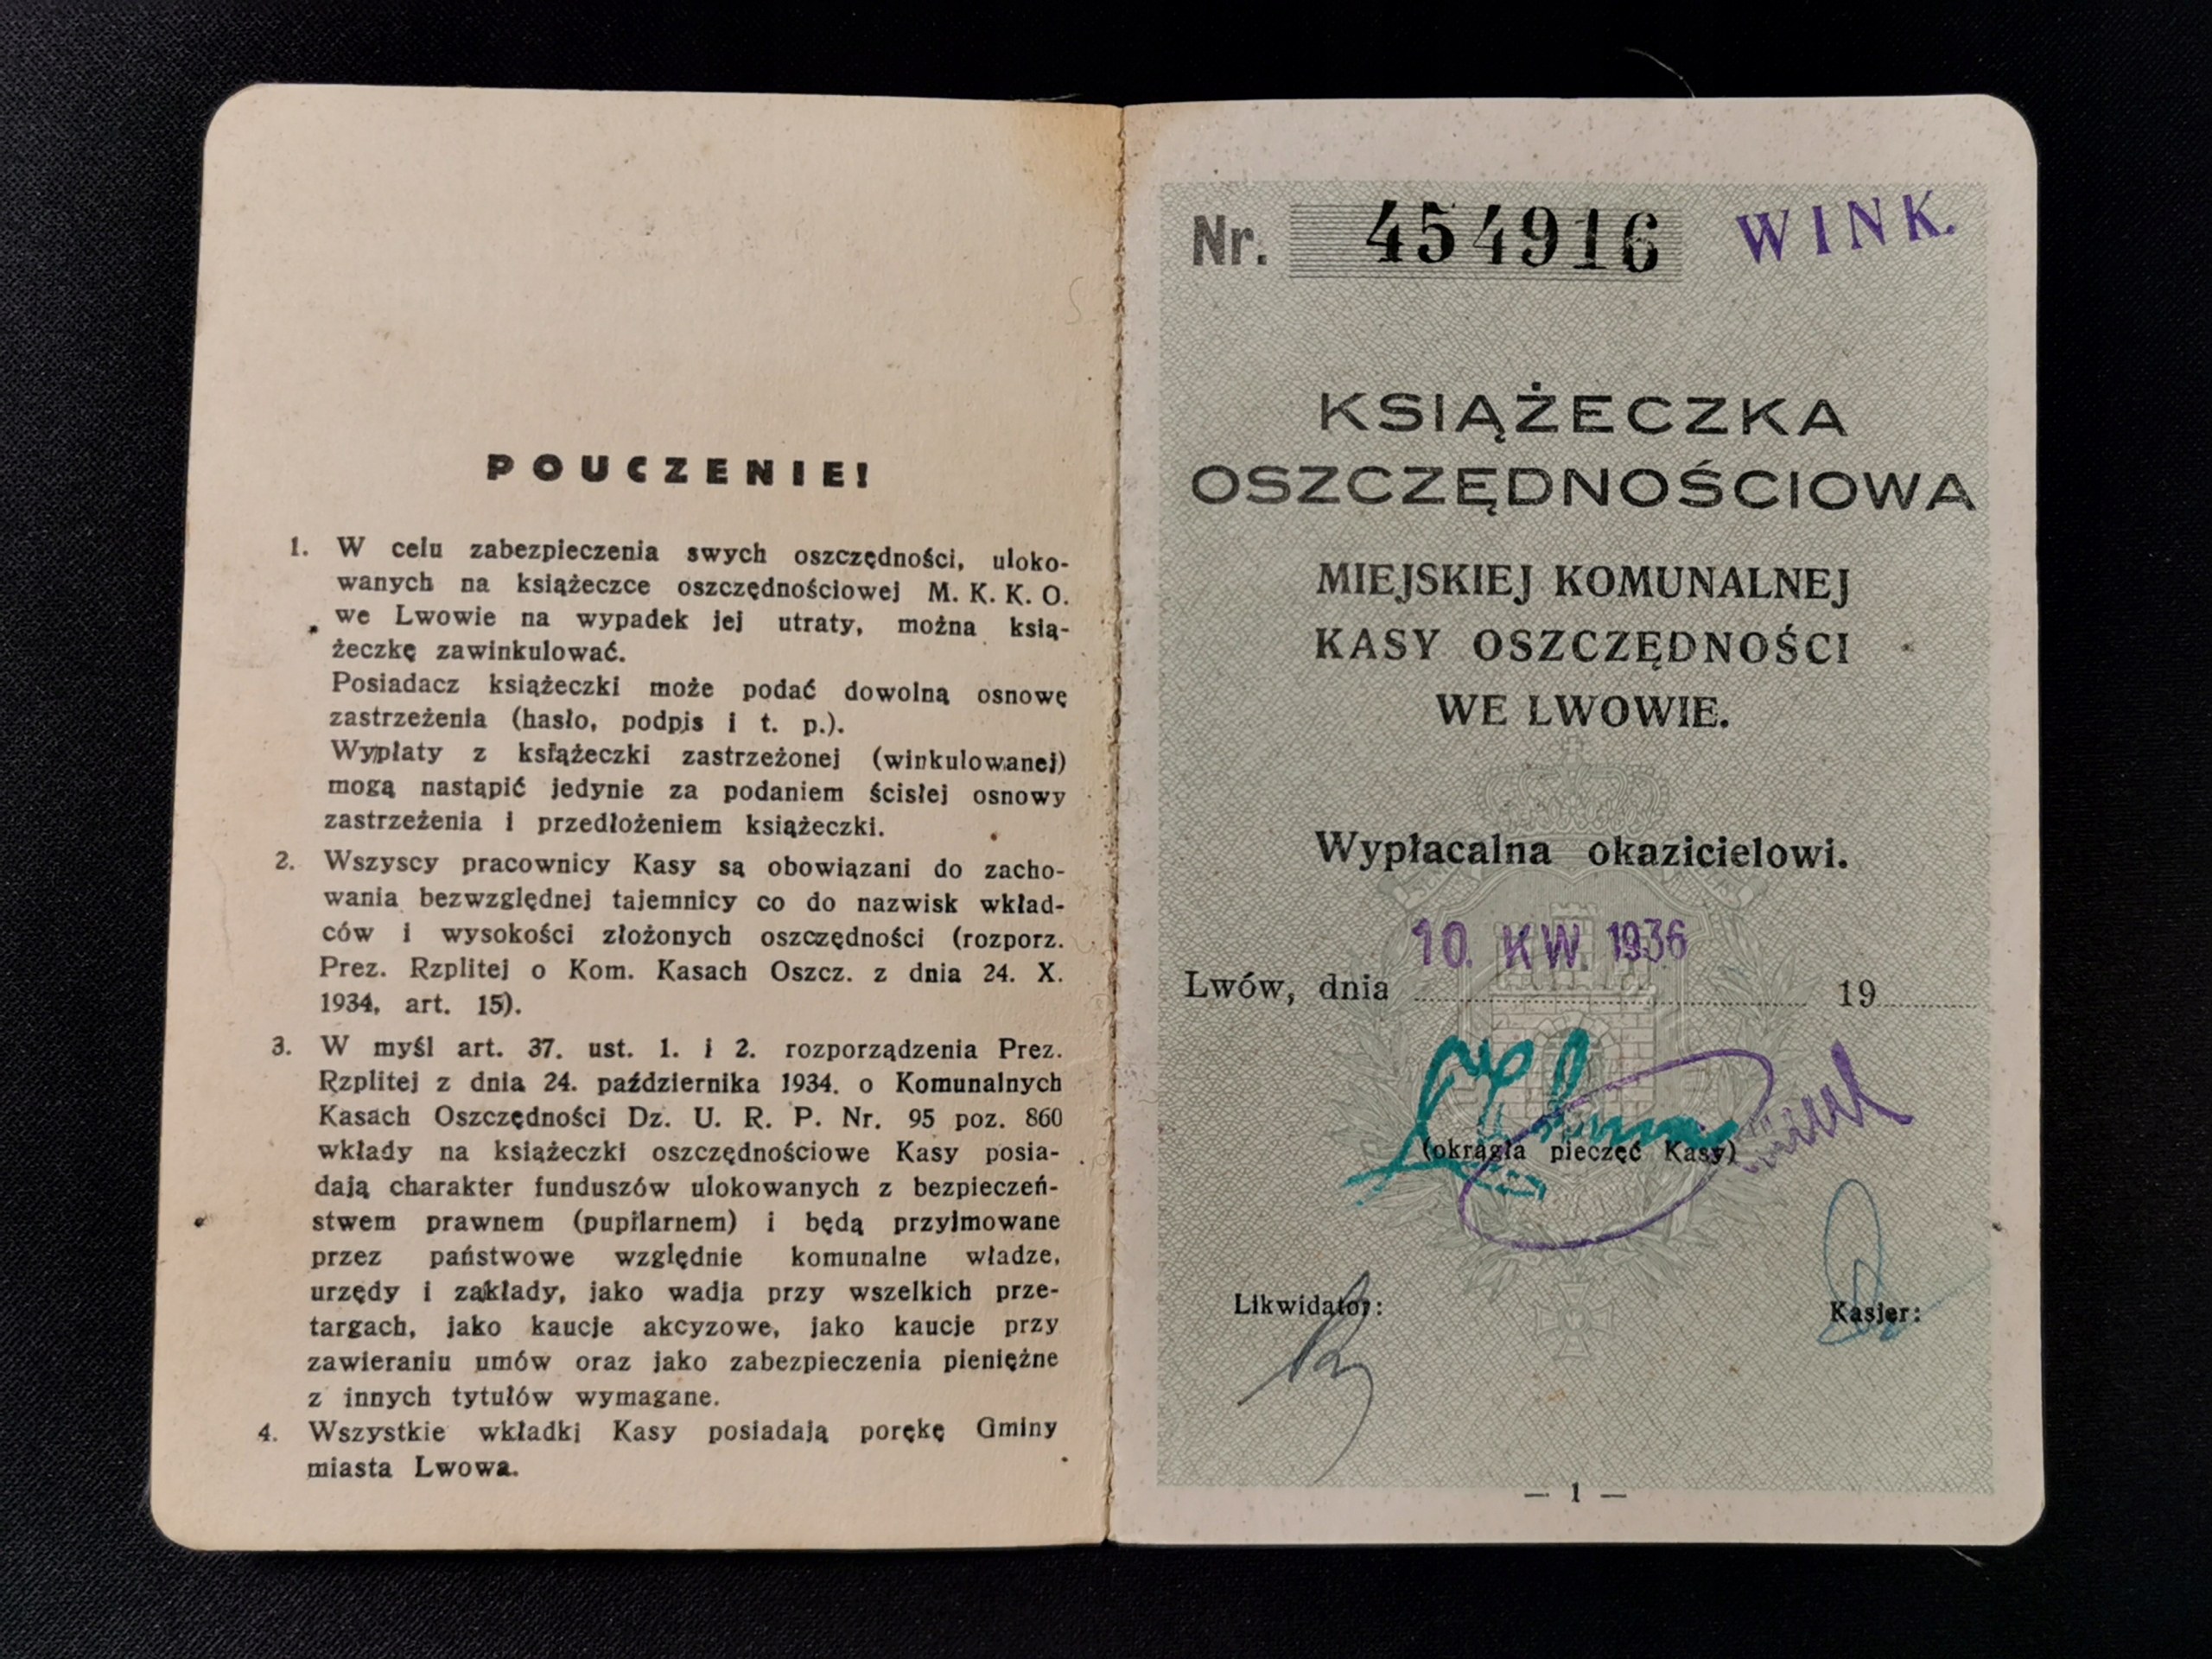 POUCZENIE!
1. W celu zabezpieczenia swych oszczędności, uloko-
wanych na książeczce oszczędnościowej M. K. K. O.
we Lwowie na wypadek jej utraty, można ksią-
żeczkę zawinkulować.
Posiadacz książeczki może podać dowolną osnowę
zastrzeżenia (hasło, podpis i t. p.).
Wypłaty z książeczki zastrzeżonej (winkulowanej)
mogą nastąpić jedynie za podaniem ścisłej osnowy
zastrzeżenia i przedłożeniem książeczki.
2. Wszyscy pracownicy Kasy są obowiązani do zacho-
wania bezwzględnej tajemnicy co do nazwisk wkład-
ców i wysokości złożonych oszczędności (rozporz.
Prez. Rzplitej o Kom. Kasach Oszcz. z dnia 24. X.
1934, art. 15).
3. W myśl art. 37. ust. 1. i 2. rozporządzenia Prez.
Rzplitej z dnia 24. października 1934. o Komunalnych
Kasach Oszczędności Dz. U. R. P. Nr. 95 poz. 860
wkłady na książeczki oszczędnościowe Kasy posia-
dają charakter funduszów ulokowanych z bezpieczeń-
stwem prawnem (pupilarnem) i będą przyjmowane
przez państwowe względnie komunalne władze,
urzędy i zakłady, jako wadja przy wszelkich prze-
targach, jako kaucje akcyzowe, jako kaucje przy
zawieraniu umów oraz jako zabezpieczenia pieniężne
z innych tytułów wymagane.
4. Wszystkie wkładki Kasy posiadają porękę Gminy
miasta Lwowa.
Nr. 454916 WINK.
KSIĄŻECZKA
OSZCZĘDNOŚCIOWA
MIEJSKIEJ KOMUNALNEJ
KASY OSZCZĘDNOŚCI
WE LWOWIE.
Wypłacalna okazicielowi.
10. KW. 1936
Lwów, dnia 19
(okrągła pieczęć Kasy)
Likwidator: Kasjer:
— 1 —